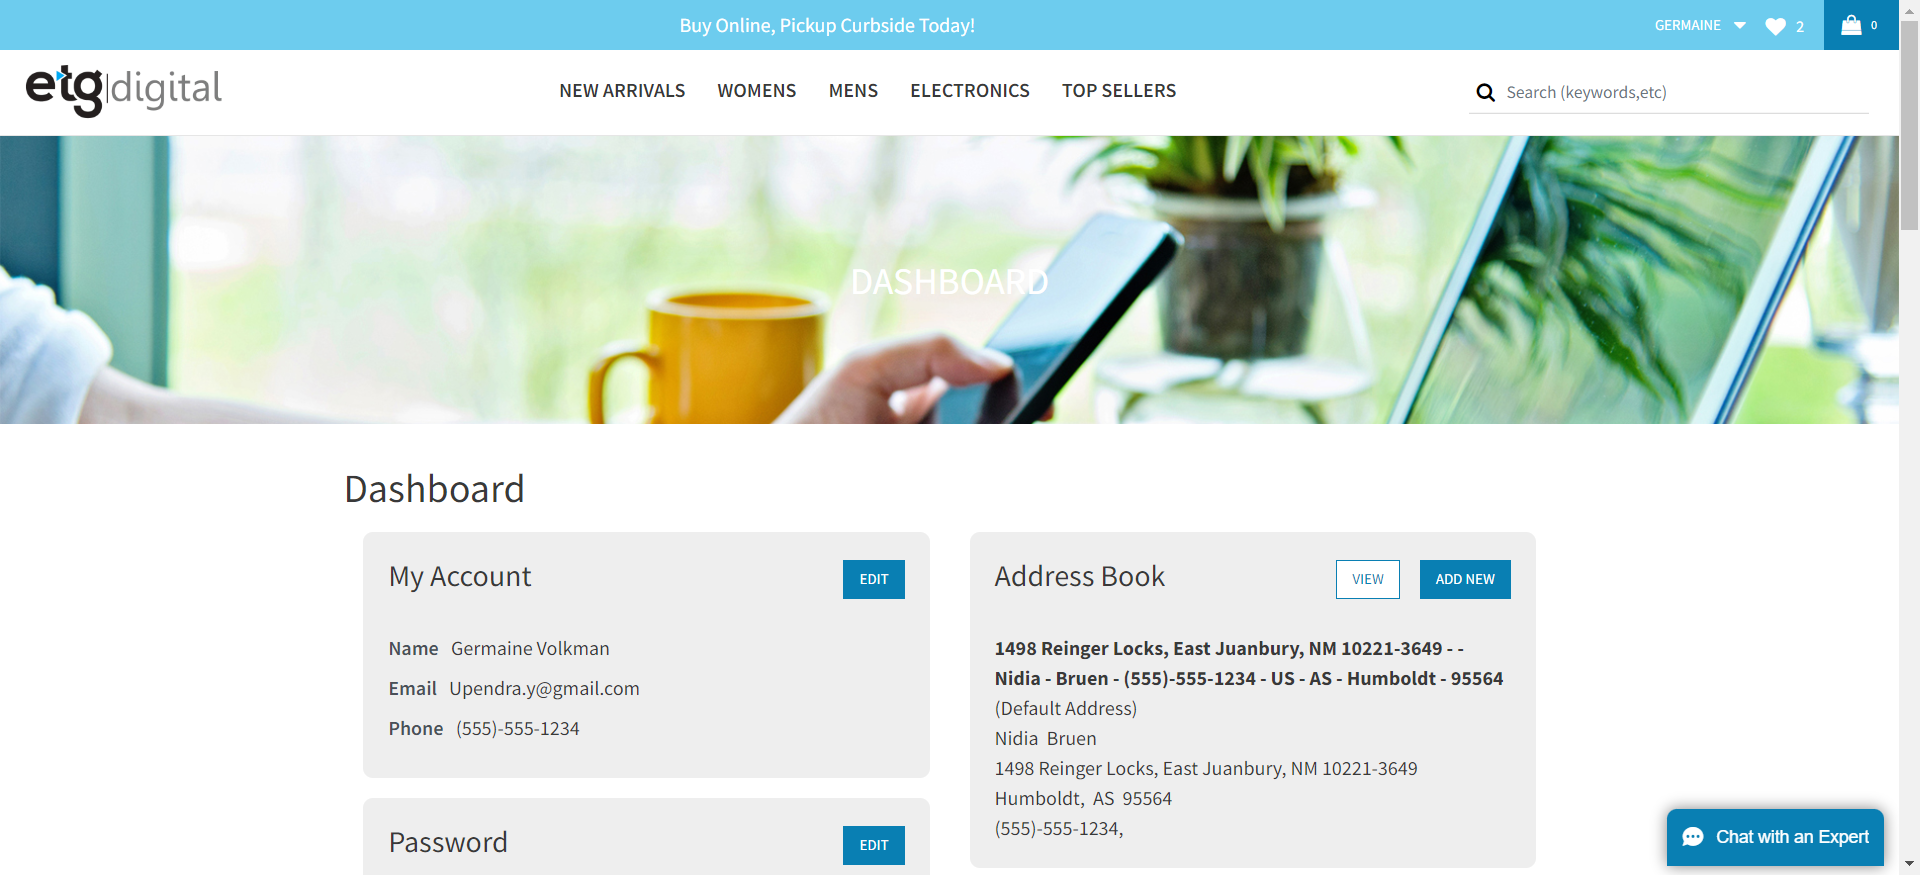 Buy Online, Pickup Curbside Today!
GERMAINE
2
0
etg|digital
NEW ARRIVALS
WOMENS
MENS
ELECTRONICS
TOP SELLERS
Search (keywords,etc)
DASHBOARD
Dashboard
My Account
EDIT
Name Germaine Volkman
Email Upendra.y@gmail.com
Phone (555)-555-1234
Password
EDIT
Address Book
VIEW
ADD NEW
1498 Reinger Locks, East Juanbury, NM 10221-3649 - -
Nidia - Bruen - (555)-555-1234 - US - AS - Humboldt - 95564
(Default Address)
Nidia Bruen
1498 Reinger Locks, East Juanbury, NM 10221-3649
Humboldt, AS 95564
(555)-555-1234,
Chat with an Expert